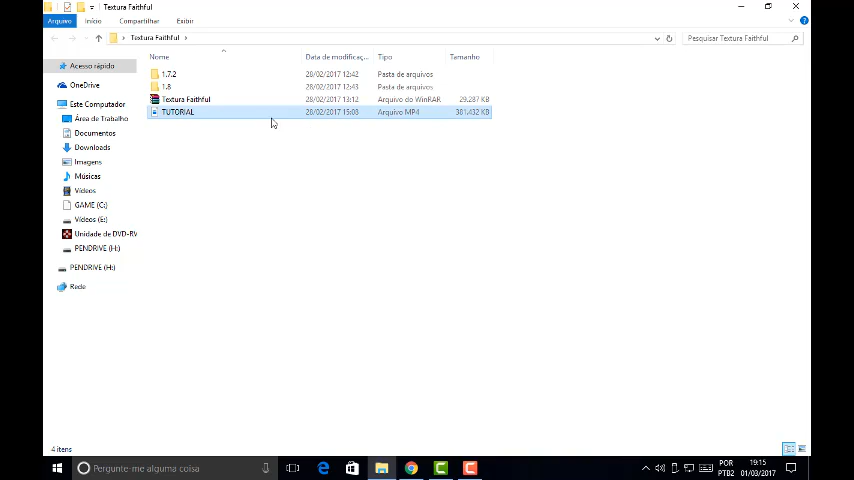 Textura Faithful
Arquivo Início Compartilhar Exibir
Textura Faithful
Pesquisar Textura Faithful
Nome Data de modificaç... Tipo Tamanho
1.7.2 28/02/2017 12:42 Pasta de arquivos
1.8 28/02/2017 12:43 Pasta de arquivos
Textura Faithful 28/02/2017 13:12 Arquivo do WinRAR 29.287 KB
TUTORIAL 28/02/2017 15:08 Arquivo MP4 381.432 KB
Acesso rápido
OneDrive
Este Computador
Área de Trabalho
Documentos
Downloads
Imagens
Músicas
Vídeos
GAME (C:)
Vídeos (E:)
Unidade de DVD-RV
PENDRIVE (H:)
PENDRIVE (H:)
Rede
4 itens
Pergunte-me alguma coisa
POR 19:15
PTB2 01/03/2017